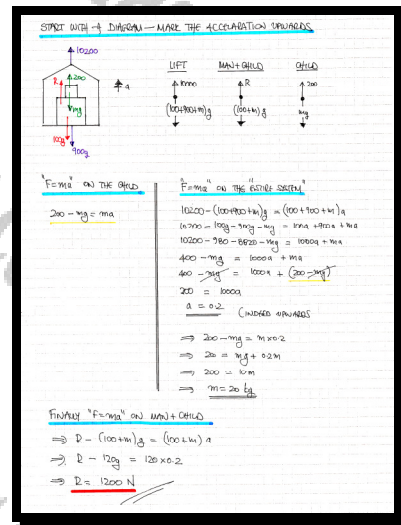 START WITH A DIAGRAM — MARK THE ACCELERATION UPWARDS
10200
R
200
mg
100g
900g
a
LIFT
MAN+CHILD
CHILD
10200
R
200
(100+900+m)g
(100+m)g
mg
"F=ma" ON THE CHILD
200 - mg = ma
"F=ma" ON THE "ENTIRE SYSTEM"
10200 - (100+900+m)g = (100+900+m)a
10200 - 100g - 900g - mg = 100a + 900a + ma
10200 - 980 - 8820 - mg = 1000a + ma
400 - mg = 1000a + ma
400 - mg = 1000a + (200 - mg)
200 = 1000a
a = 0.2
(INDEED UPWARDS
⇒ 200 - mg = m×0.2
⇒ 200 = mg + 0.2m
⇒ 200 = 10m
⇒ m = 20 kg
FINALLY "F=ma" ON MAN + CHILD
⇒ R - (100+m)g = (100+m)a
⇒ R - 120g = 120×0.2
⇒ R = 1200 N